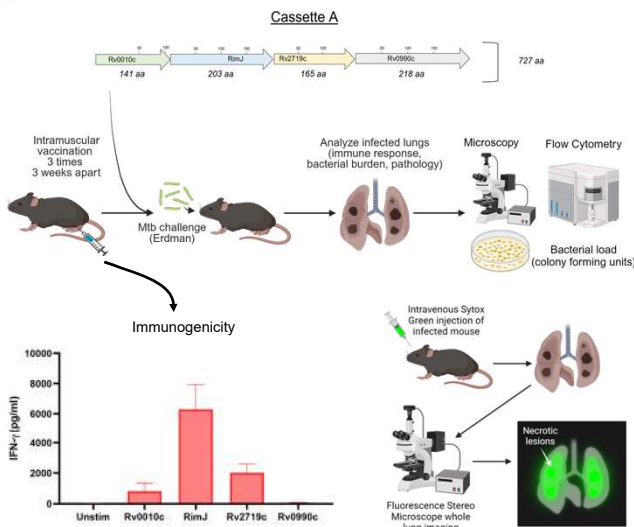 Cassette A
50 100
50 100 150
50 100 150
50 100 150
Rv0010c RimJ Rv2719c Rv0990c
141 aa 203 aa 165 aa 218 aa
727 aa
Intramuscular
vaccination
3 times
3 weeks apart
Mtb challenge
(Erdman)
Analyze infected lungs
(immune response,
bacterial burden, pathology)
Microscopy
Flow Cytometry
Bacterial load
(colony forming units)
Immunogenicity
IFN-γ (pg/ml)
10000
8000
6000
4000
2000
0
Unstim Rv0010c RimJ Rv2719c Rv0990c
Intravenous Sytox
Green injection of
infected mouse
Fluorescence Stereo
Microscope whole
Necrotic
lesions